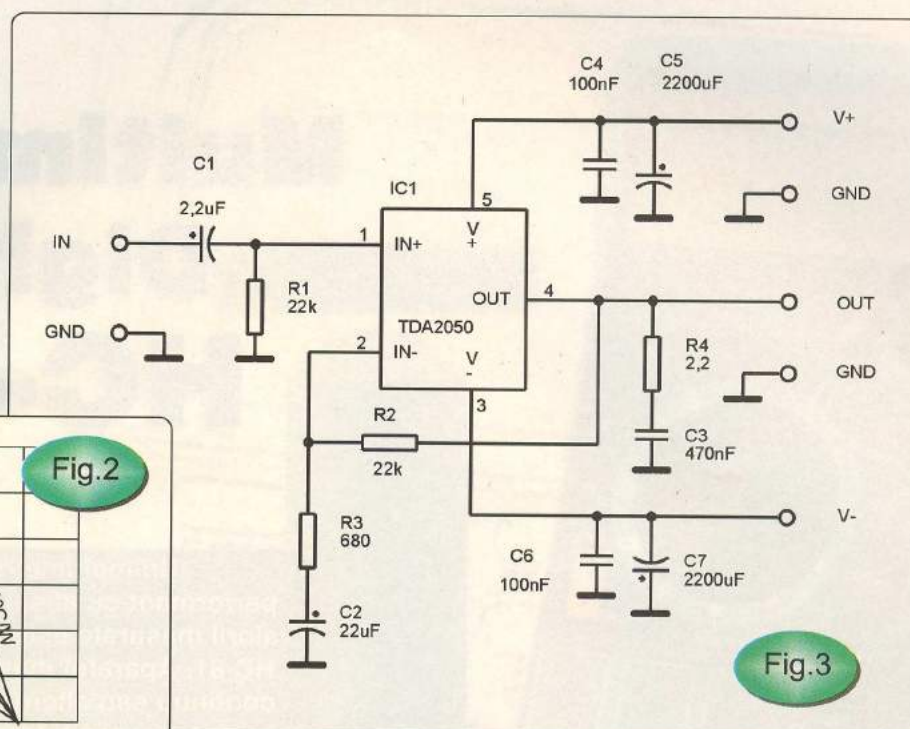 C4
100nF
C5
2200uF
V+
GND
C1
2,2uF
IC1
5
V
+
IN
1
IN+
R1
22k
OUT
4
OUT
GND
TDA2050
2
IN-
V
-
3
R4
2,2
GND
R2
22k
C3
470nF
Fig.2
R3
680
V-
C6
100nF
C7
2200uF
C2
22uF
Fig.3